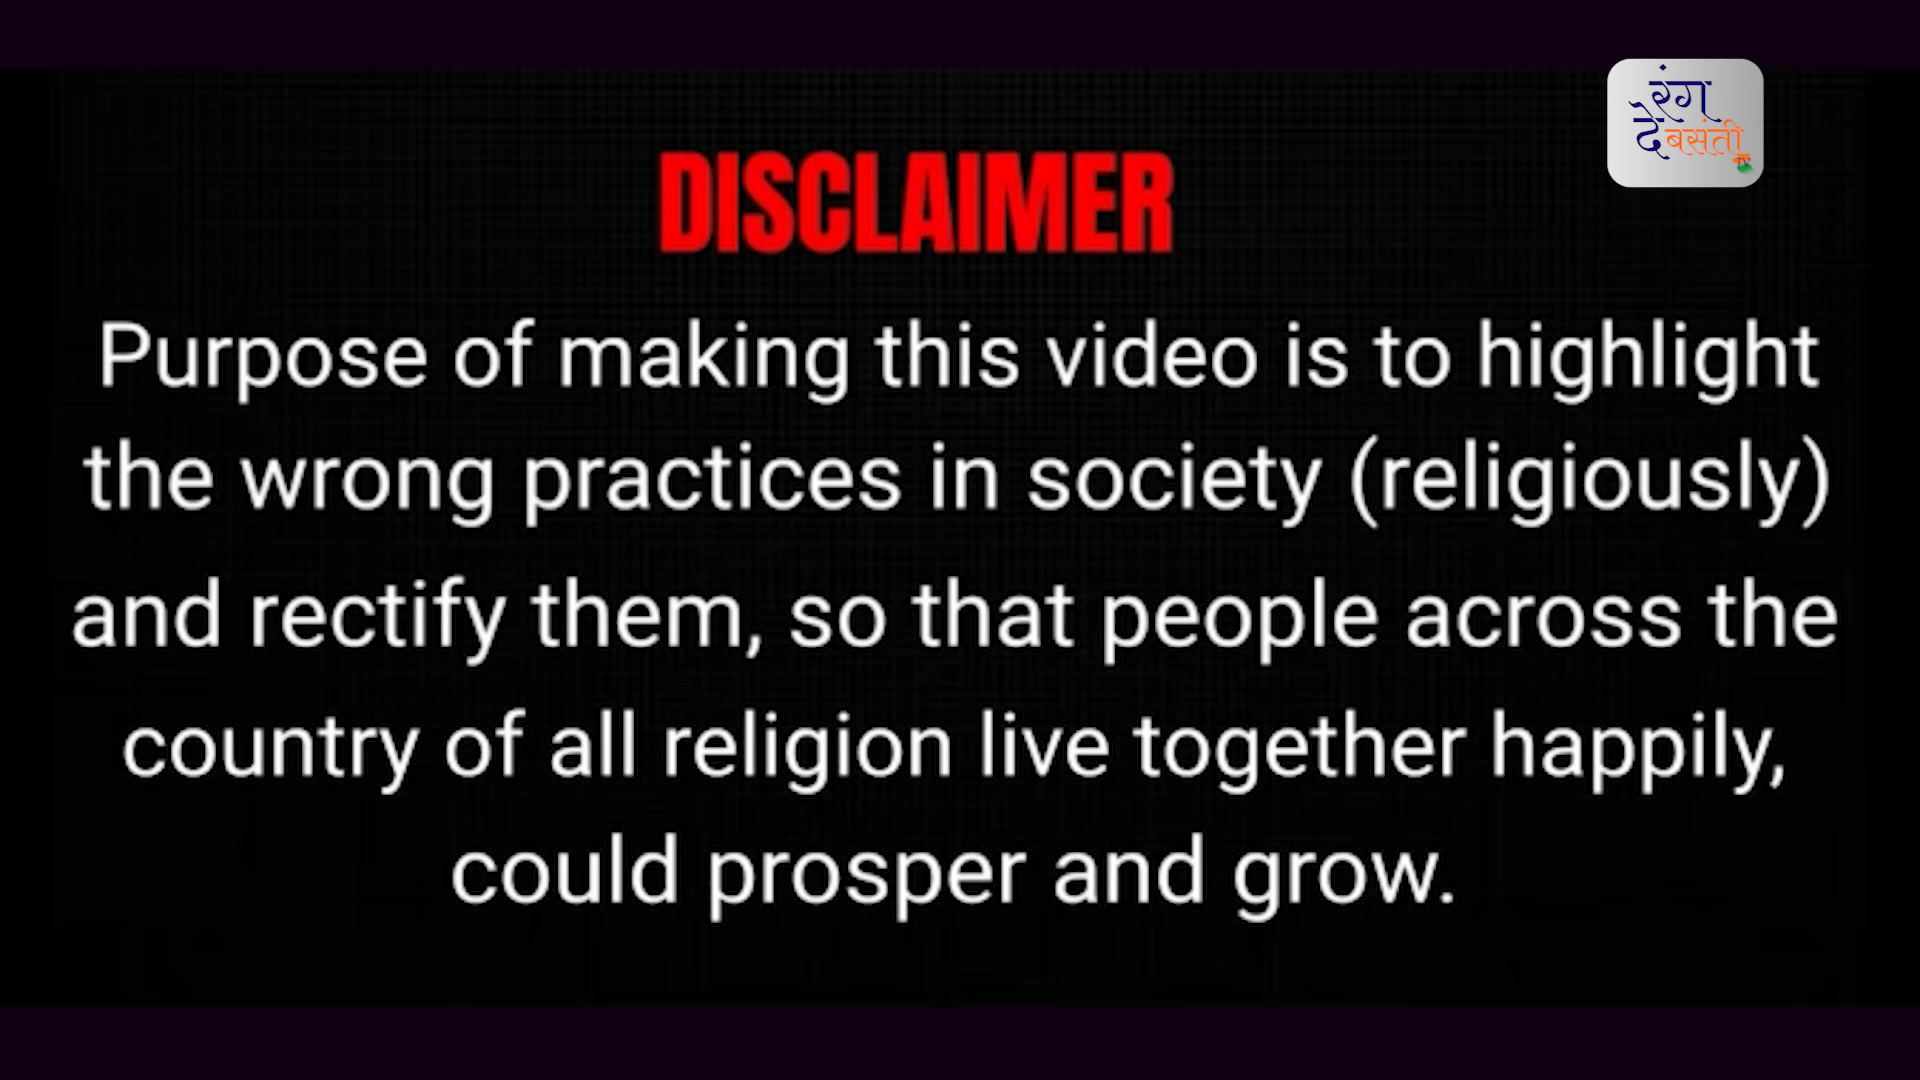 रंग
दे बसंती
DISCLAIMER
Purpose of making this video is to highlight
the wrong practices in society (religiously)
and rectify them, so that people across the
country of all religion live together happily,
could prosper and grow.